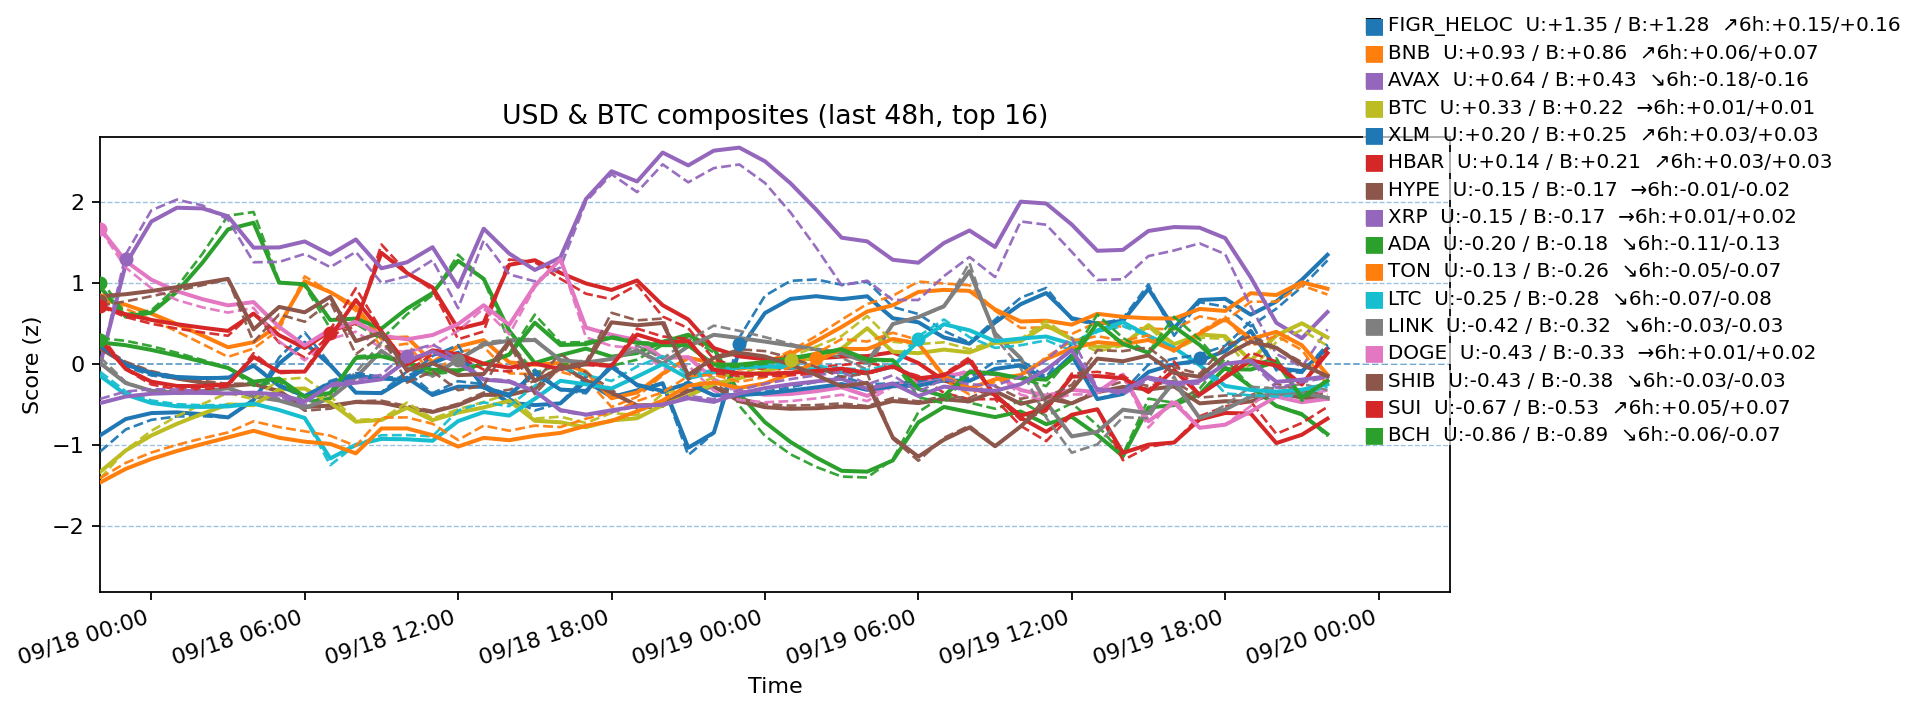 FIGR_HELOC  U:+1.35 / B:+1.28  ↗6h:+0.15/+0.16
BNB  U:+0.93 / B:+0.86  ↗6h:+0.06/+0.07
AVAX  U:+0.64 / B:+0.43  ↘6h:-0.18/-0.16
BTC  U:+0.33 / B:+0.22  →6h:+0.01/+0.01
XLM  U:+0.20 / B:+0.25  ↗6h:+0.03/+0.03
HBAR  U:+0.14 / B:+0.21  ↗6h:+0.03/+0.03
HYPE  U:-0.15 / B:-0.17  →6h:-0.01/-0.02
XRP  U:-0.15 / B:-0.17  →6h:+0.01/+0.02
ADA  U:-0.20 / B:-0.18  ↘6h:-0.11/-0.13
TON  U:-0.13 / B:-0.26  ↘6h:-0.05/-0.07
LTC  U:-0.25 / B:-0.28  ↘6h:-0.07/-0.08
LINK  U:-0.42 / B:-0.32  ↘6h:-0.03/-0.03
DOGE  U:-0.43 / B:-0.33  →6h:+0.01/+0.02
SHIB  U:-0.43 / B:-0.38  ↘6h:-0.03/-0.03
SUI  U:-0.67 / B:-0.53  ↗6h:+0.05/+0.07
BCH  U:-0.86 / B:-0.89  ↘6h:-0.06/-0.07
USD & BTC composites (last 48h, top 16)
Score (z)
2
1
0
−1
−2
09/18 00:00
09/18 06:00
09/18 12:00
09/18 18:00
09/19 00:00
09/19 06:00
09/19 12:00
09/19 18:00
09/20 00:00
Time